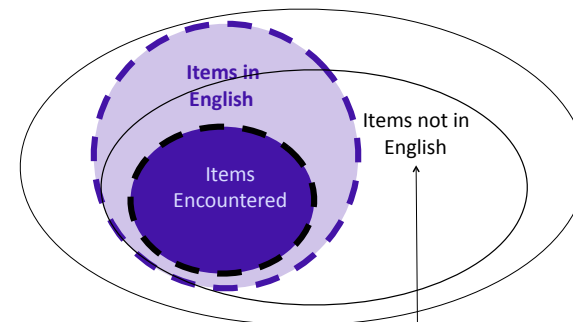 Items in
English
Items not in
English
Items
Encountered